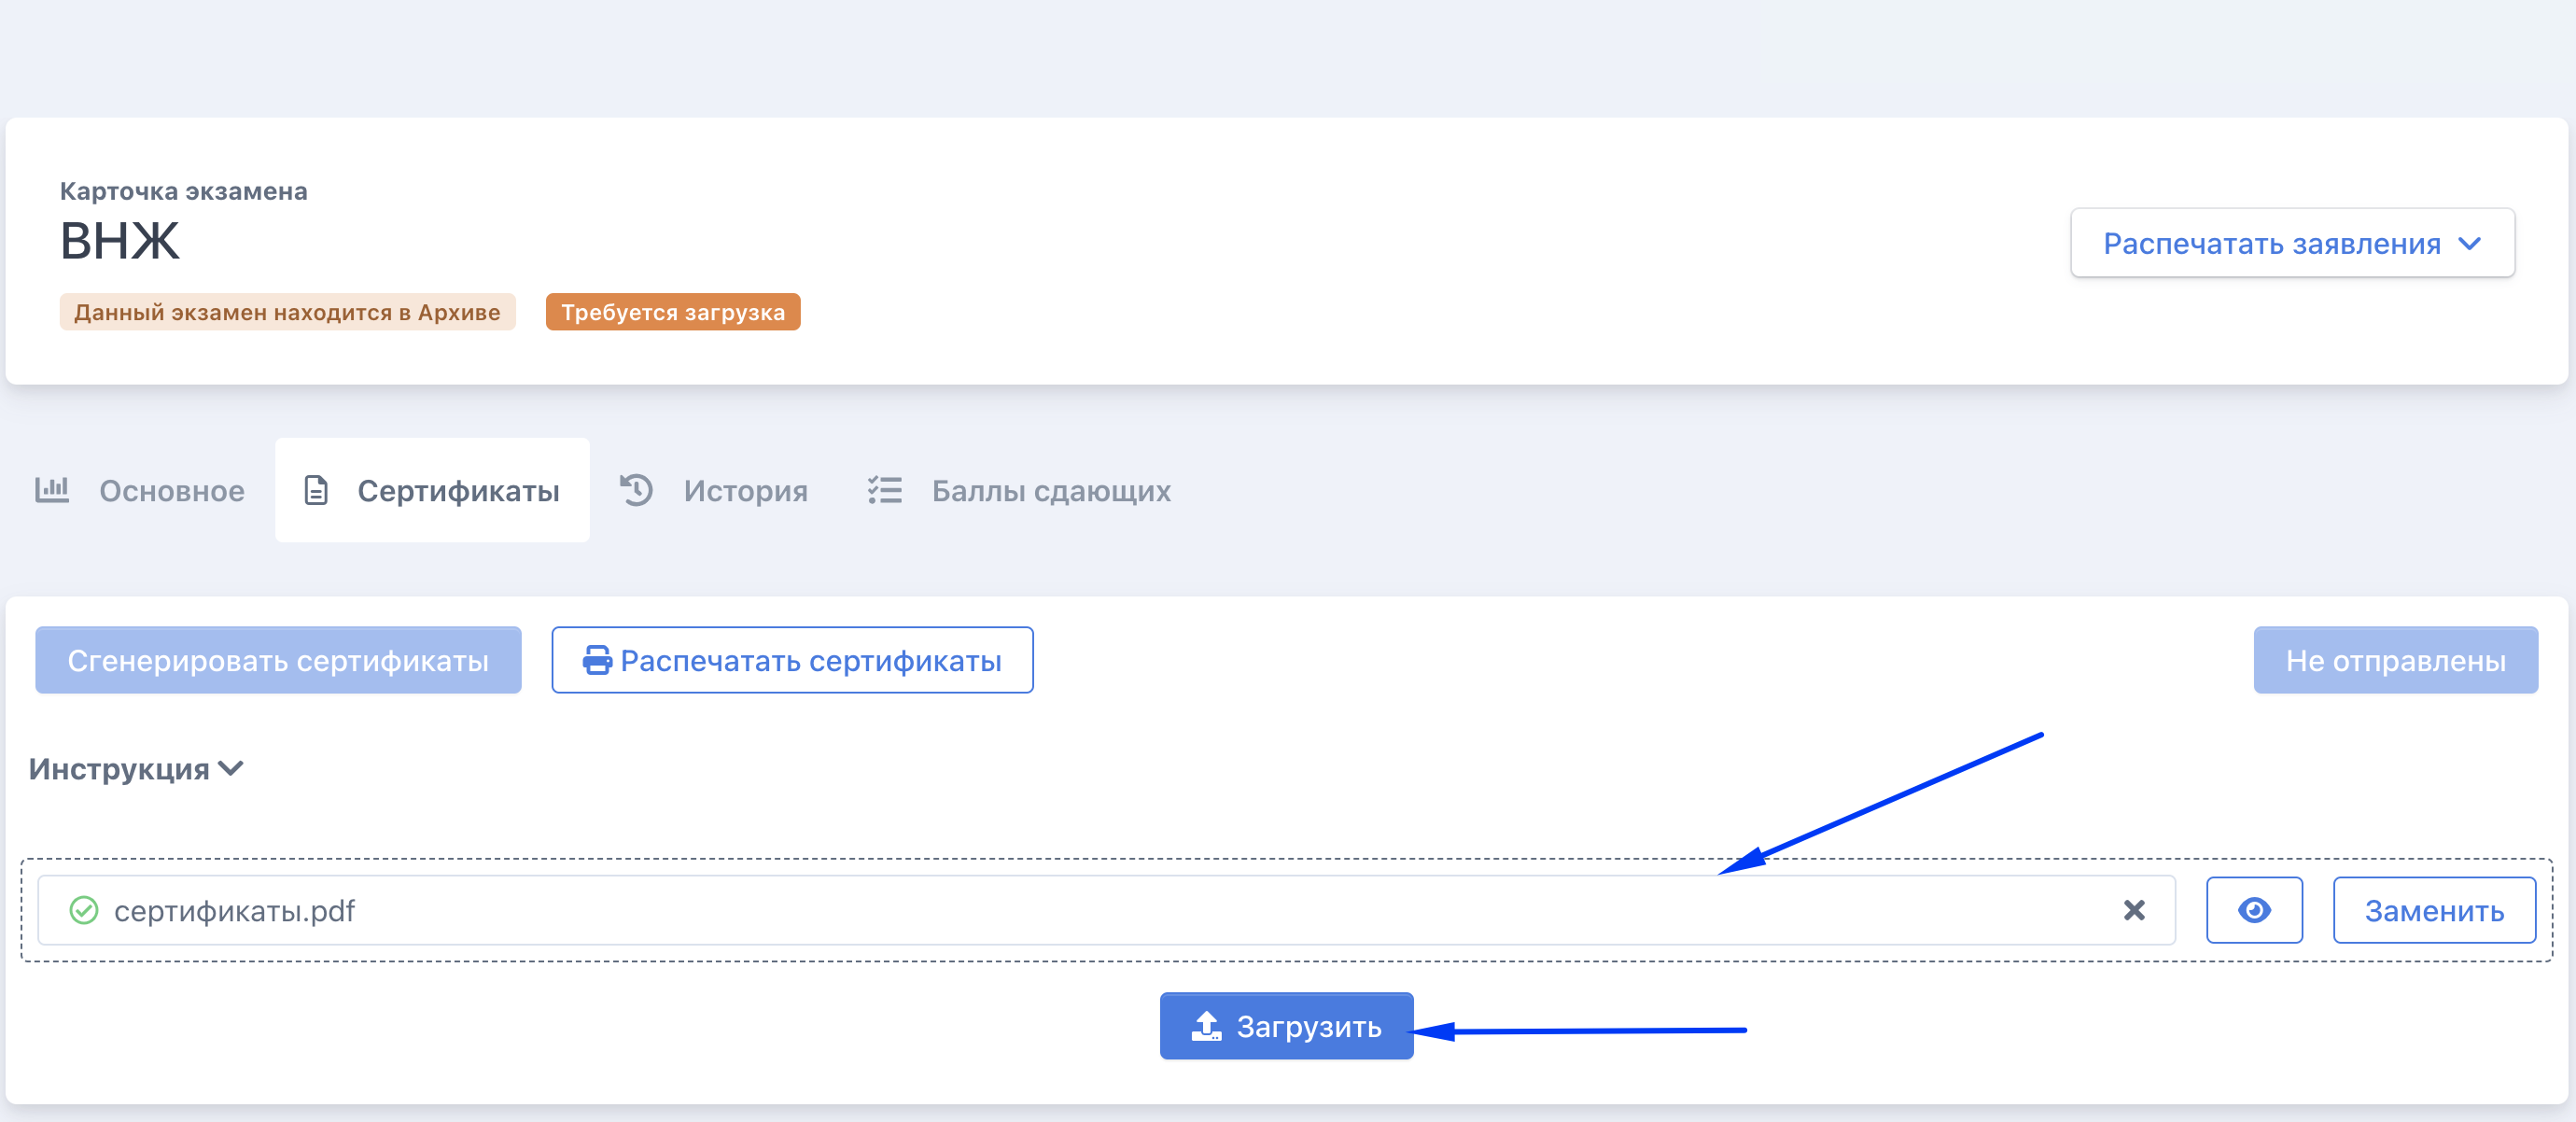 Карточка экзамена
ВНЖ
Распечатать заявления
Данный экзамен находится в Архиве Требуется загрузка
Основное Сертификаты История Баллы сдающих
Сгенерировать сертификаты Распечатать сертификаты Не отправлены
Инструкция
сертификаты.pdf Заменить
Загрузить